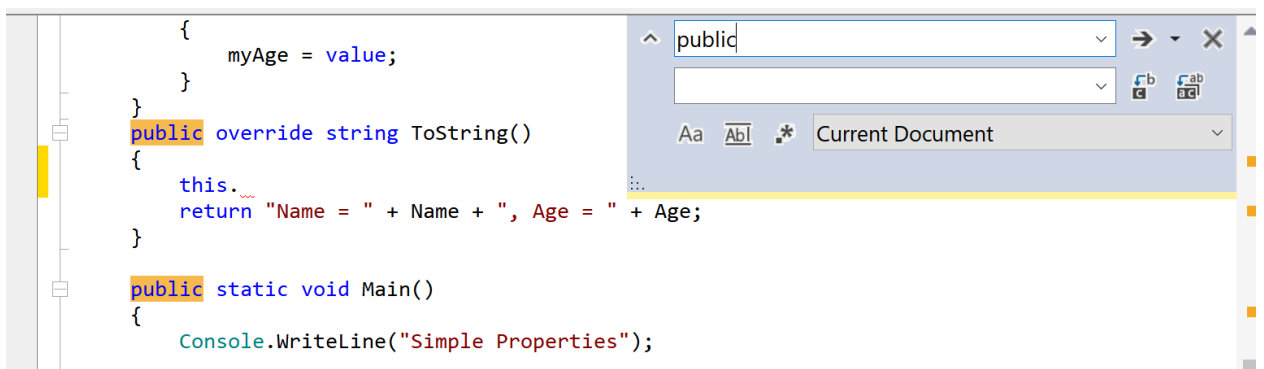 {
myAge = value;
}
}
public override string ToString()
{
this.
return "Name = " + Name + ", Age = " + Age;
}
public static void Main()
{
Console.WriteLine("Simple Properties");
public
Aa Abl .*
Current Document